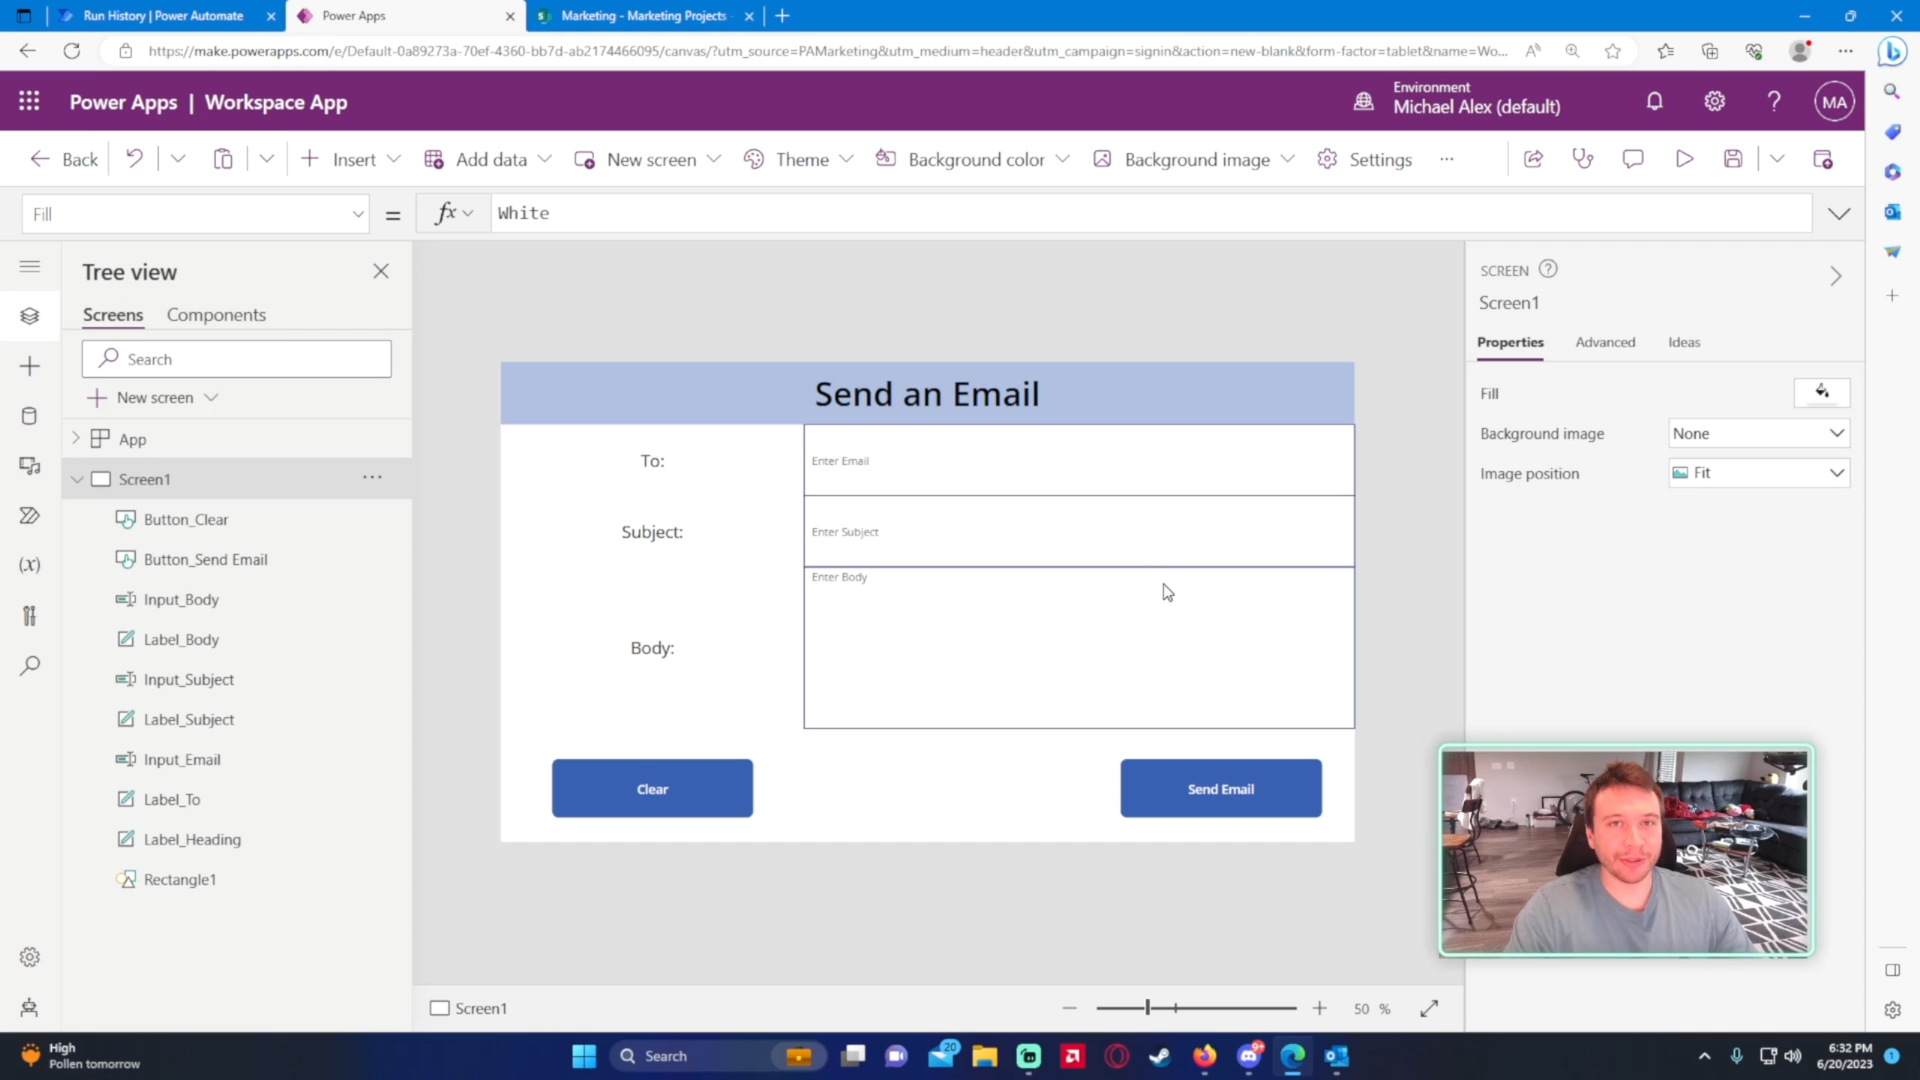 Run History | Power Automate
Power Apps
Marketing - Marketing Projects
https://make.powerapps.com/e/Default-0a89273a-70ef-4360-bb7d-ab2174466095/canvas/?utm_source=PAMarketing&utm_medium=header&utm_campaign=signin&action=new-blank&form-factor=tablet&name=Wo...
Power Apps | Workspace App
Environment
Michael Alex (default)
MA
Back
Insert
Add data
New screen
Theme
Background color
Background image
Settings
Fill
=
fx
White
Tree view
Screens
Components
Search
New screen
App
Screen1
Button_Clear
Button_Send Email
Input_Body
Label_Body
Input_Subject
Label_Subject
Input_Email
Label_To
Label_Heading
Rectangle1
Send an Email
To:
Enter Email
Subject:
Enter Subject
Enter Body
Body:
Clear
Send Email
SCREEN
Screen1
Properties
Advanced
Ideas
Fill
Background image
None
Image position
Fit
Screen1
50 %
High
Pollen tomorrow
Search
20
9+
6:32 PM
6/20/2023
1